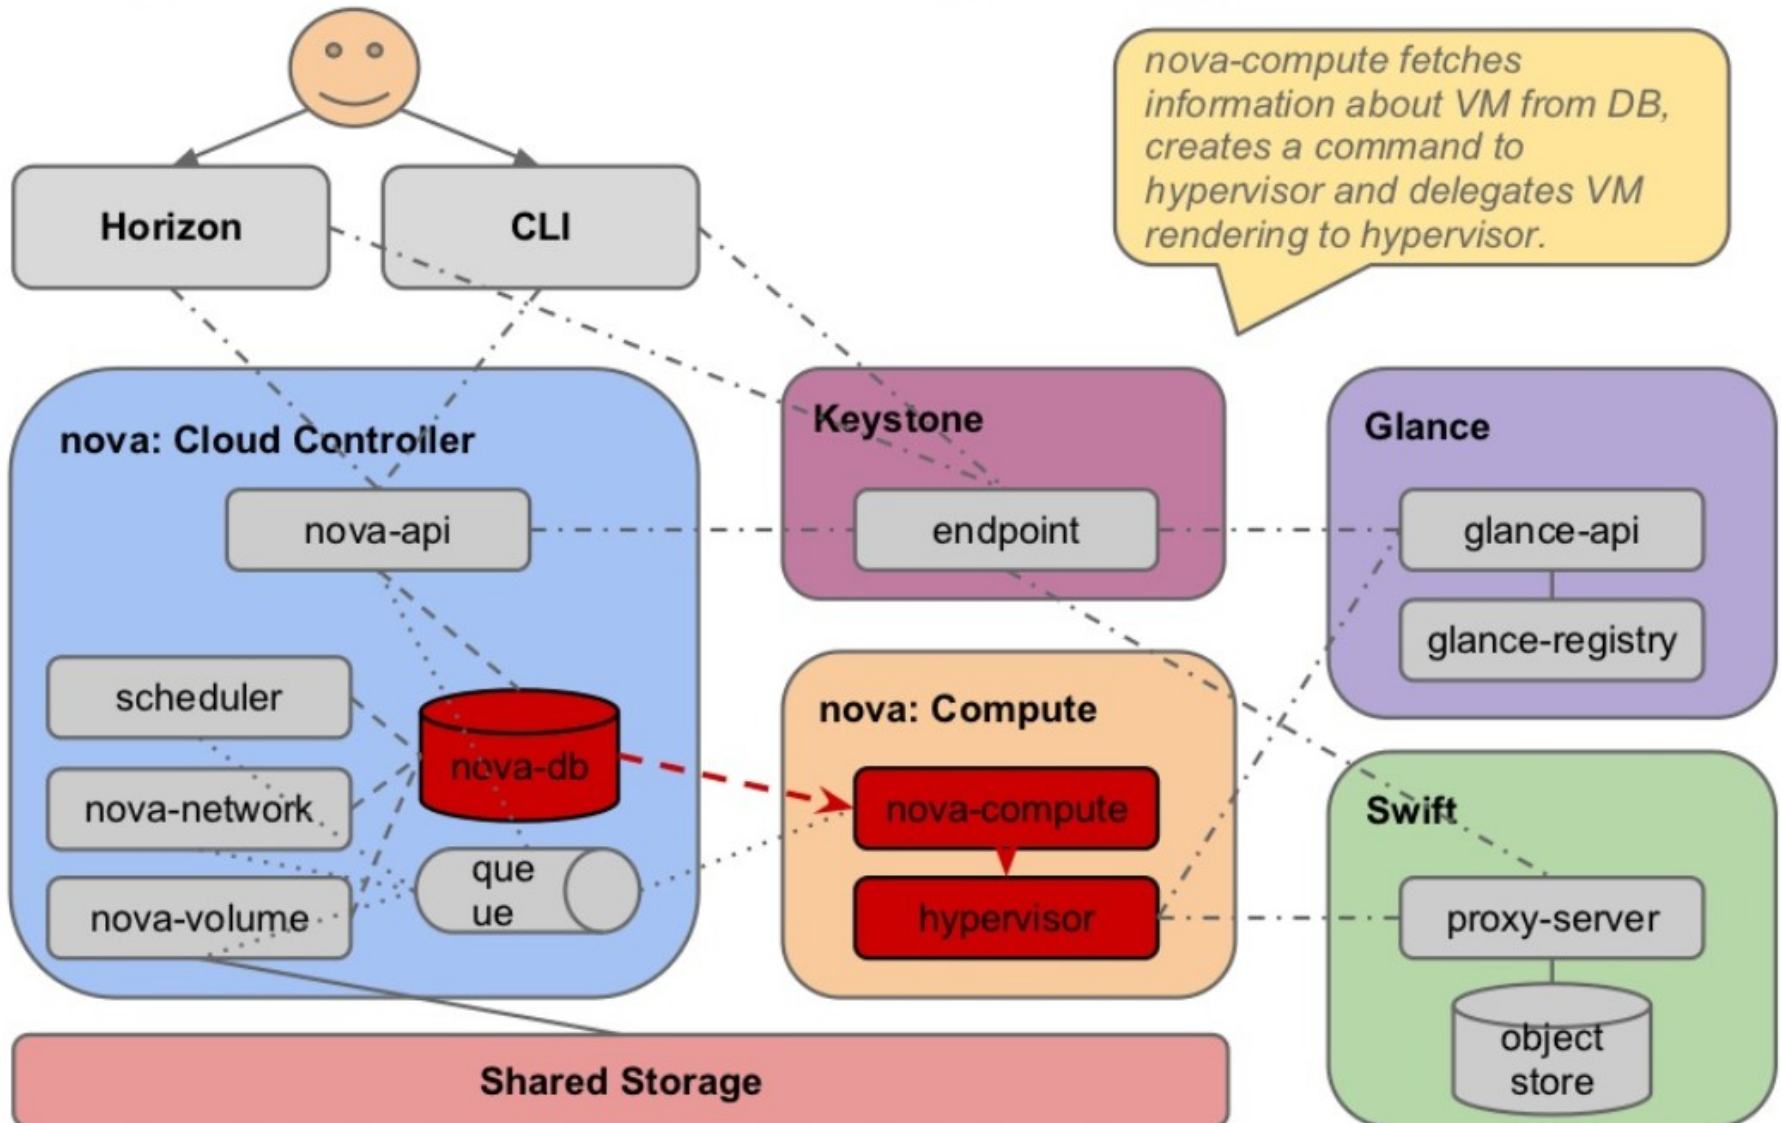 nova-compute fetches
information about VM from DB,
creates a command to
hypervisor and delegates VM
rendering to hypervisor.
Horizon
CLI
nova: Cloud Controller
nova-api
scheduler
nova-db
nova-network
que
ue
nova-volume
Keystone
endpoint
nova: Compute
nova-compute
hypervisor
Glance
glance-api
glance-registry
Swift
proxy-server
object
store
Shared Storage